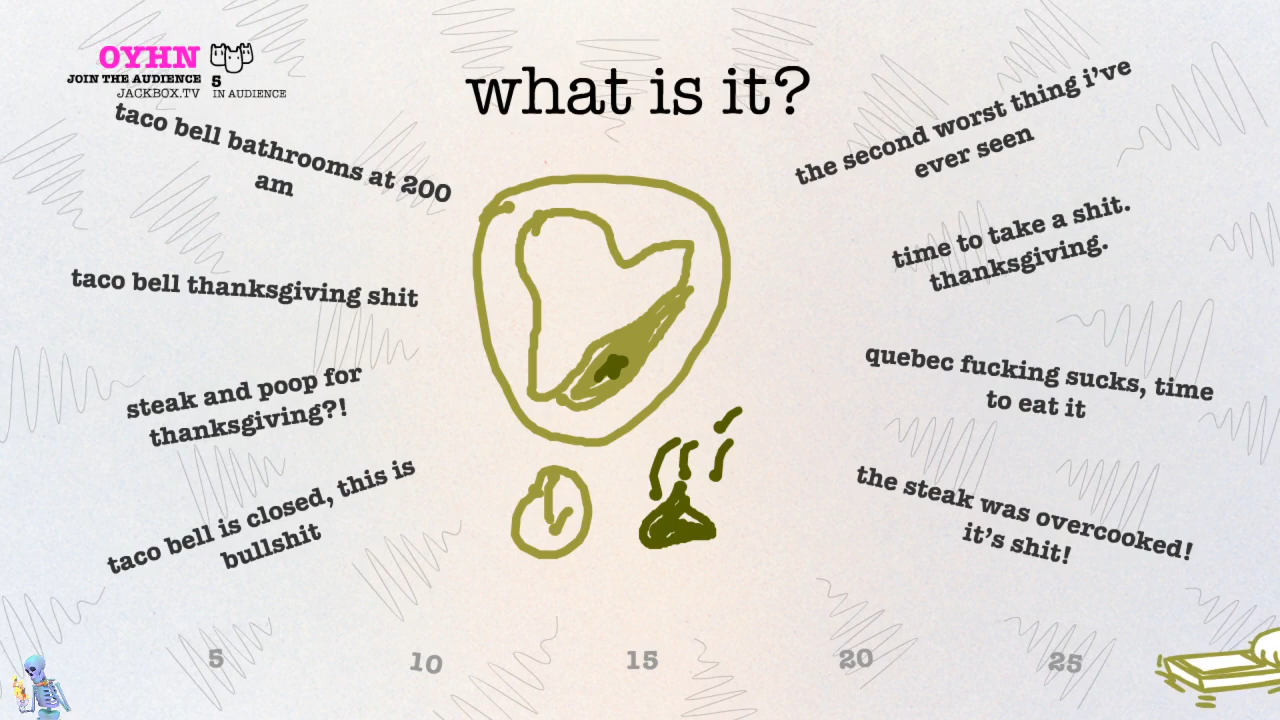 OYHN
JOIN THE AUDIENCE
JACKBOX.TV
5
IN AUDIENCE
what is it?
taco bell bathrooms at 200
am
taco bell thanksgiving shit
steak and poop for
thanksgiving?!
taco bell is closed, this is
bullshit
the second worst thing i've
ever seen
time to take a shit.
thanksgiving.
quebec fucking sucks, time
to eat it
the steak was overcooked!
it's shit!
5
10
15
20
25